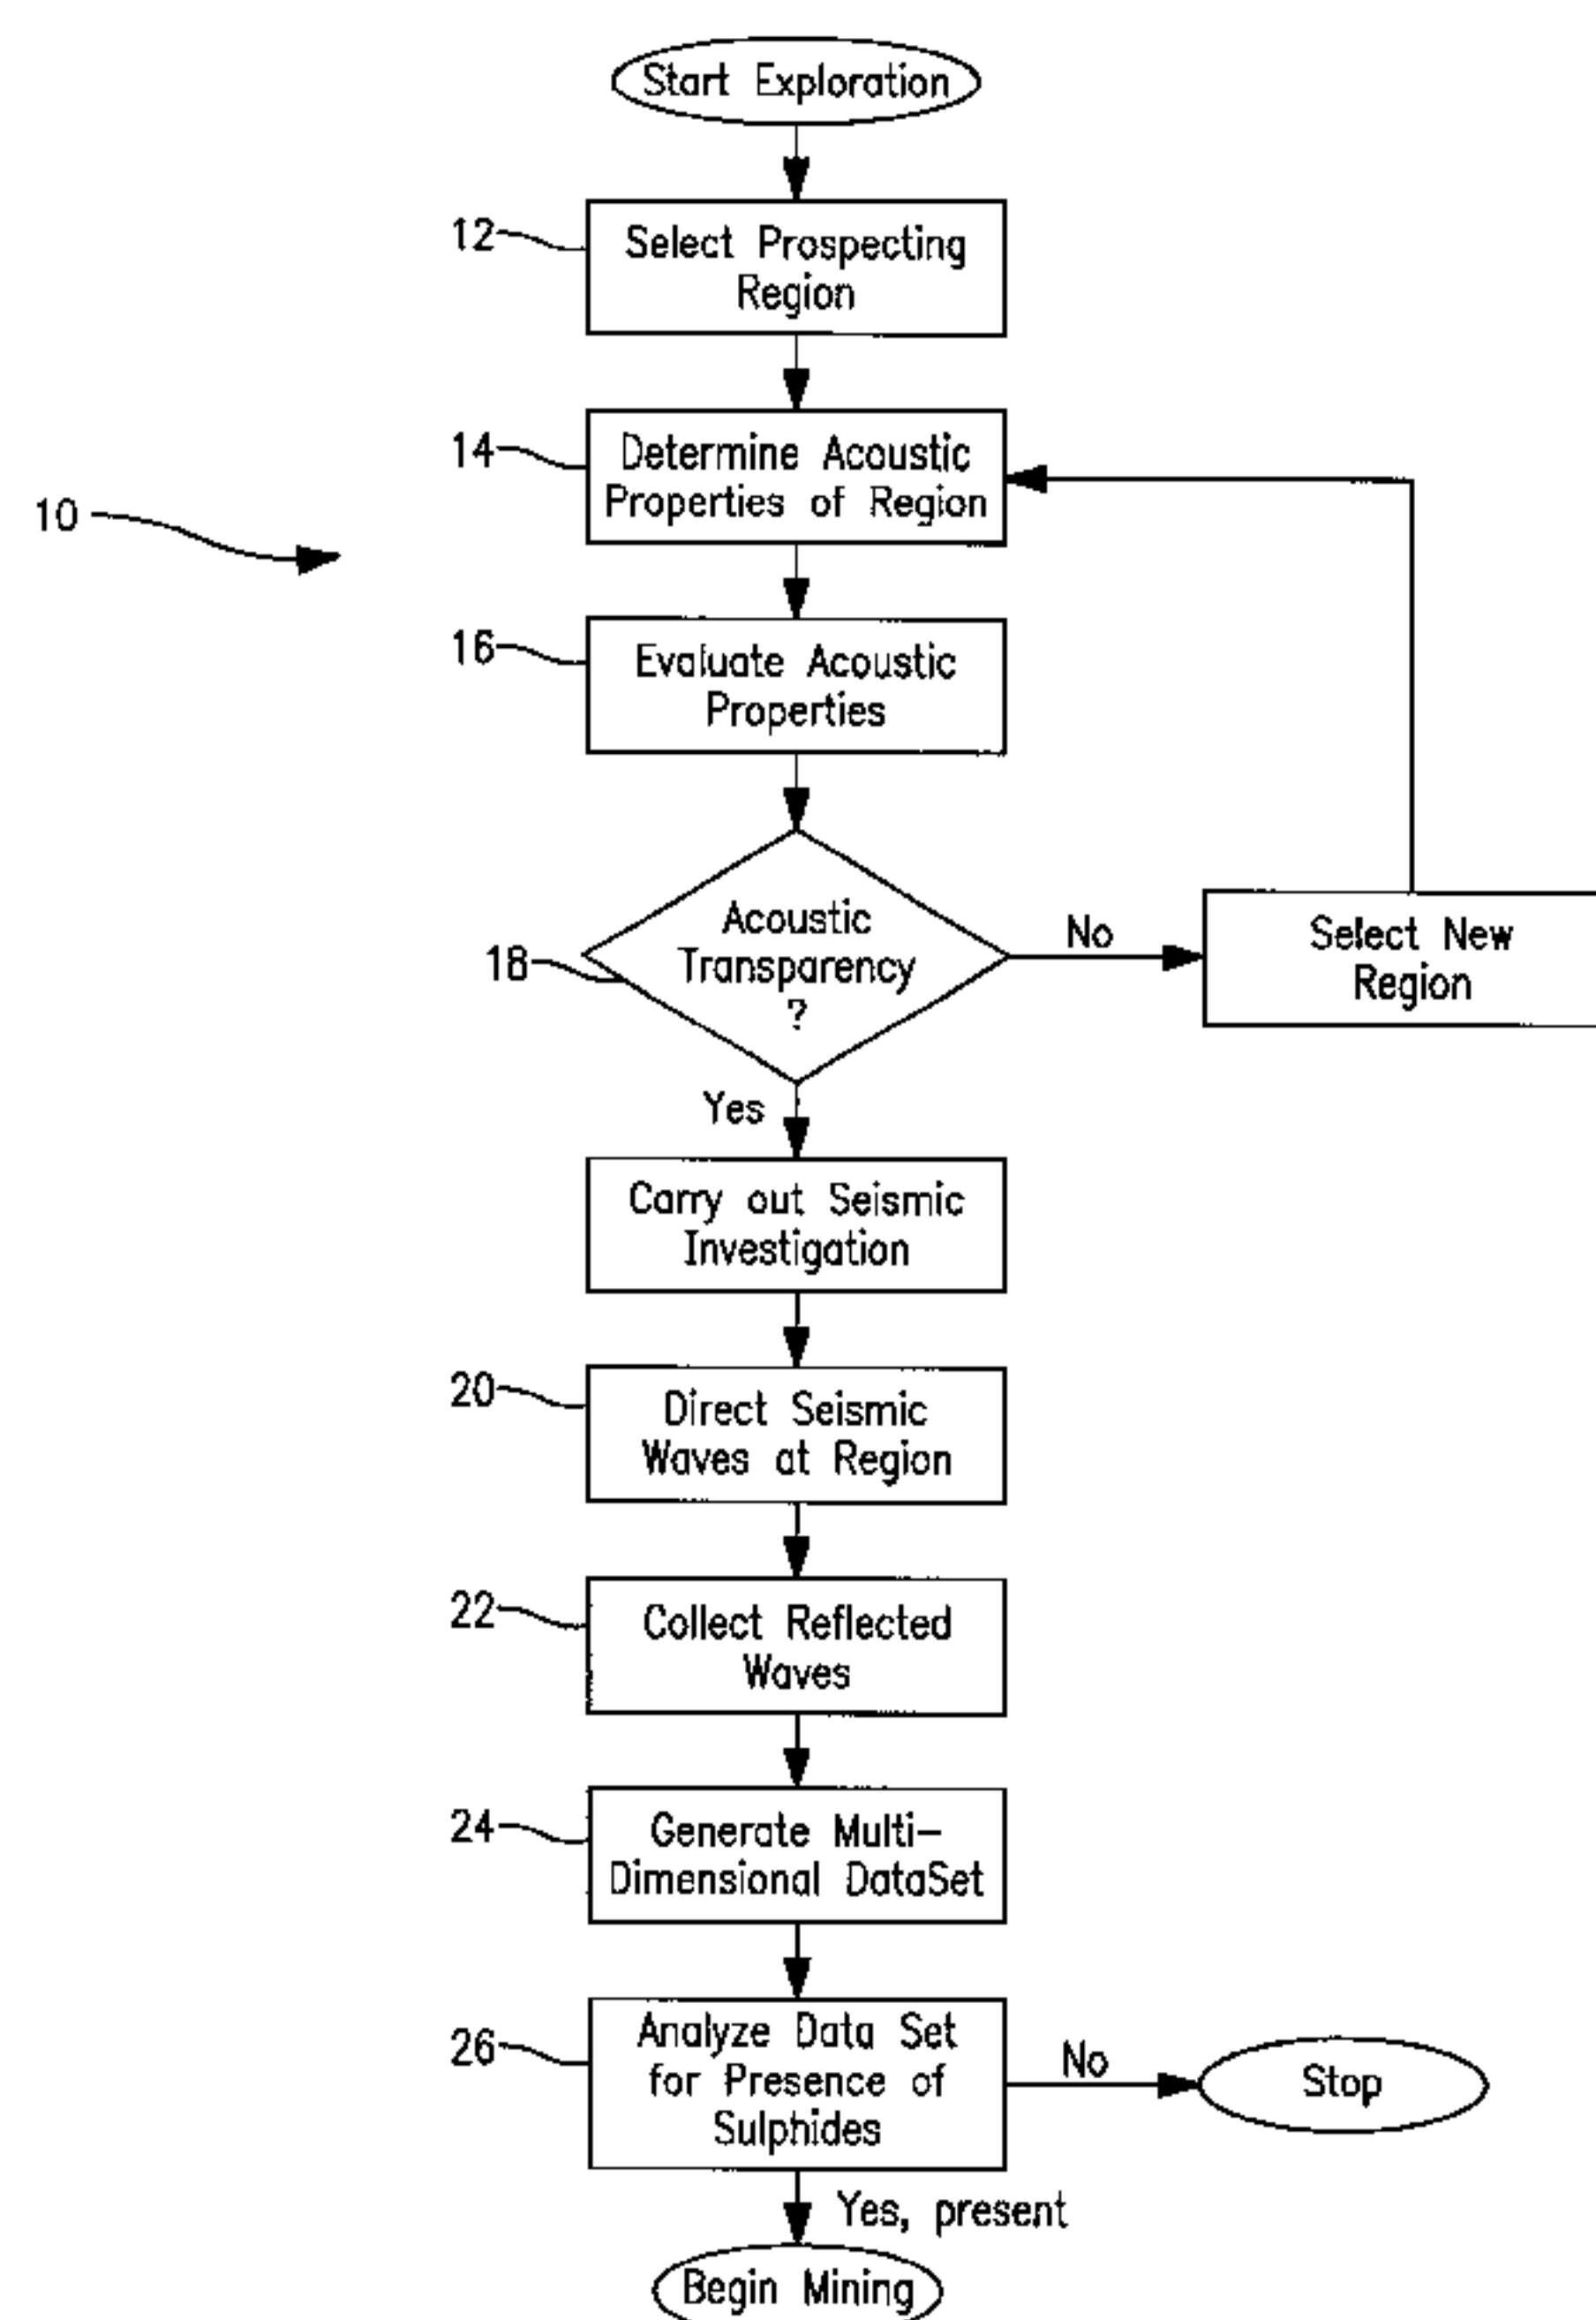 Start Exploration
12
Select Prospecting
Region
14
Determine Acoustic
Properties of Region
10
16
Evaluate Acoustic
Properties
Acoustic
Transparency
?
18
No
Select New
Region
Yes
Carry out Seismic
Investigation
20
Direct Seismic
Waves at Region
22
Collect Reflected
Waves
24
Generate Multi-
Dimensional DataSet
26
Analyze Data Set
for Presence of
Sulphides
No
Stop
Yes, present
Begin Mining